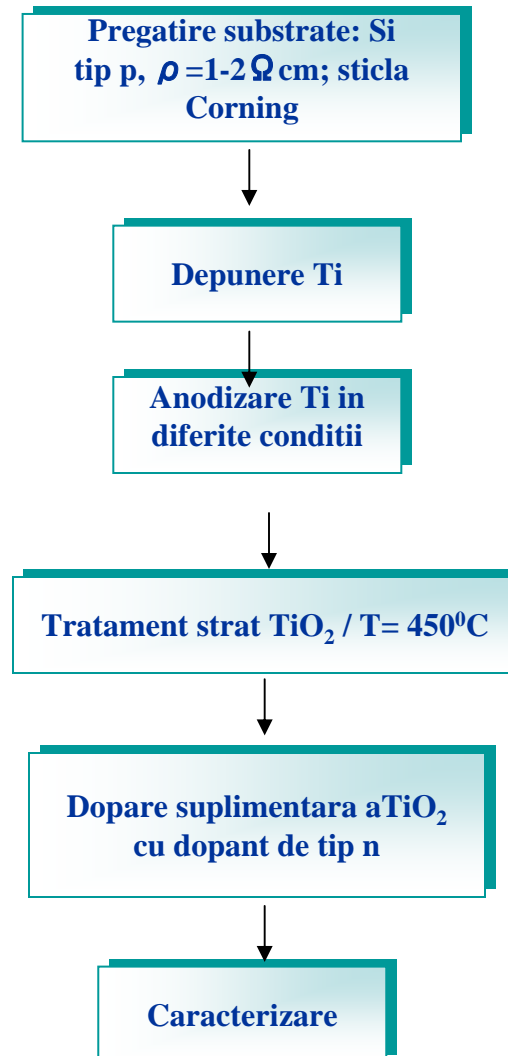 Pregatire substrate: Si
tip p, ρ =1-2 Ω cm; sticla
Corning
Depunere Ti
Anodizare Ti in
diferite conditii
Tratament strat TiO₂ / T= 450⁰C
Dopare suplimentara aTiO₂
cu dopant de tip n
Caracterizare